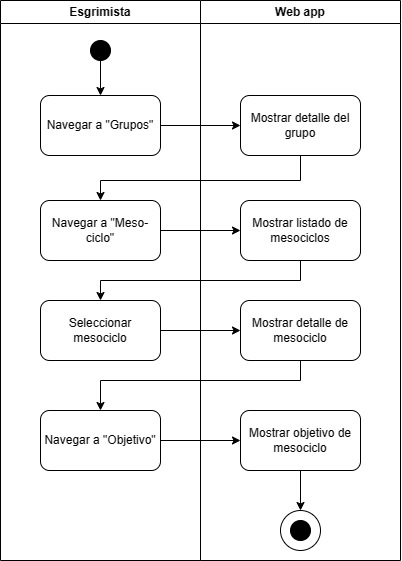 Esgrimista
Web app
Navegar a "Grupos"
Mostrar detalle del
grupo
Navegar a "Meso-
ciclo"
Mostrar listado de
mesociclos
Seleccionar
mesociclo
Mostrar detalle de
mesociclo
Navegar a "Objetivo"
Mostrar objetivo de
mesociclo